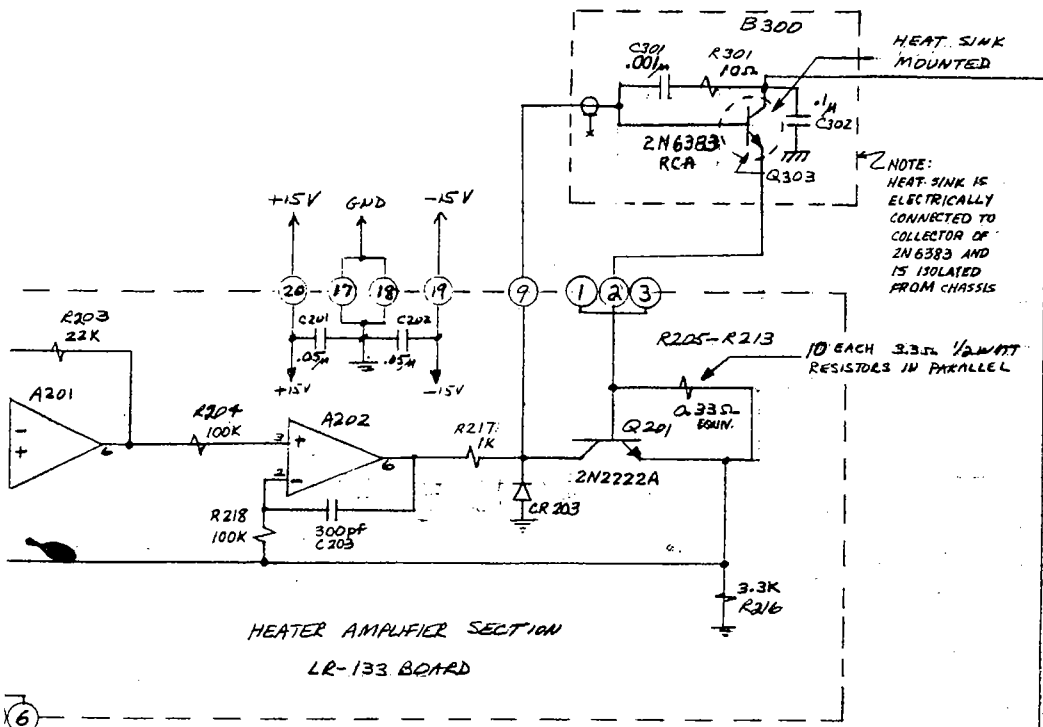 B300
HEAT SINK
MOUNTED
C301
.001µ
R301
10Ω
.1µ
C302
2N6383
RCA
Q303
NOTE:
HEAT SINK IS
ELECTRICALLY
CONNECTED TO
COLLECTOR OF
2N6383 AND
IS ISOLATED
FROM CHASSIS
+15V
GND
-15V
20
17
18
19
9
1
2
3
C201
.05µ
C202
.05µ
+15V
-15V
R203
22K
R205-R213
10 EACH 3.3Ω 1/2 WATT
RESISTORS IN PARALLEL
0.33Ω
EQUIV.
A201
-
+
6
R204
100K
A202
3
+
2
-
6
R217
1K
Q201
2N2222A
CR203
R218
100K
300pf
C203
3.3K
R216
HEATER AMPLIFIER SECTION
LR-133 BOARD
6